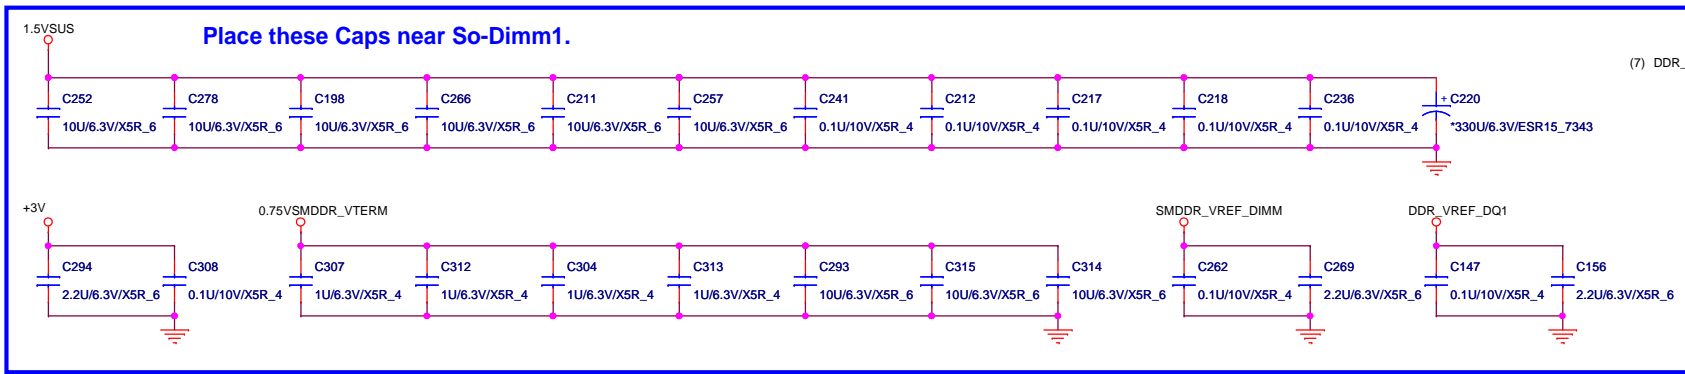 1.5VSUS
Place these Caps near So-Dimm1.
(7) DDR_
C252 C278 C198 C266 C211 C257 C241 C212 C217 C218 C236 + C220
10U/6.3V/X5R_6 10U/6.3V/X5R_6 10U/6.3V/X5R_6 10U/6.3V/X5R_6 10U/6.3V/X5R_6 10U/6.3V/X5R_6 0.1U/10V/X5R_4 0.1U/10V/X5R_4 0.1U/10V/X5R_4 0.1U/10V/X5R_4 0.1U/10V/X5R_4 *330U/6.3V/ESR15_7343
+3V 0.75VSMDDR_VTERM SMDDR_VREF_DIMM DDR_VREF_DQ1
C294 C308 C307 C312 C304 C313 C293 C315 C314 C262 C269 C147 C156
2.2U/6.3V/X5R_6 0.1U/10V/X5R_4 1U/6.3V/X5R_4 1U/6.3V/X5R_4 1U/6.3V/X5R_4 1U/6.3V/X5R_4 10U/6.3V/X5R_6 10U/6.3V/X5R_6 10U/6.3V/X5R_6 0.1U/10V/X5R_4 2.2U/6.3V/X5R_6 0.1U/10V/X5R_4 2.2U/6.3V/X5R_6